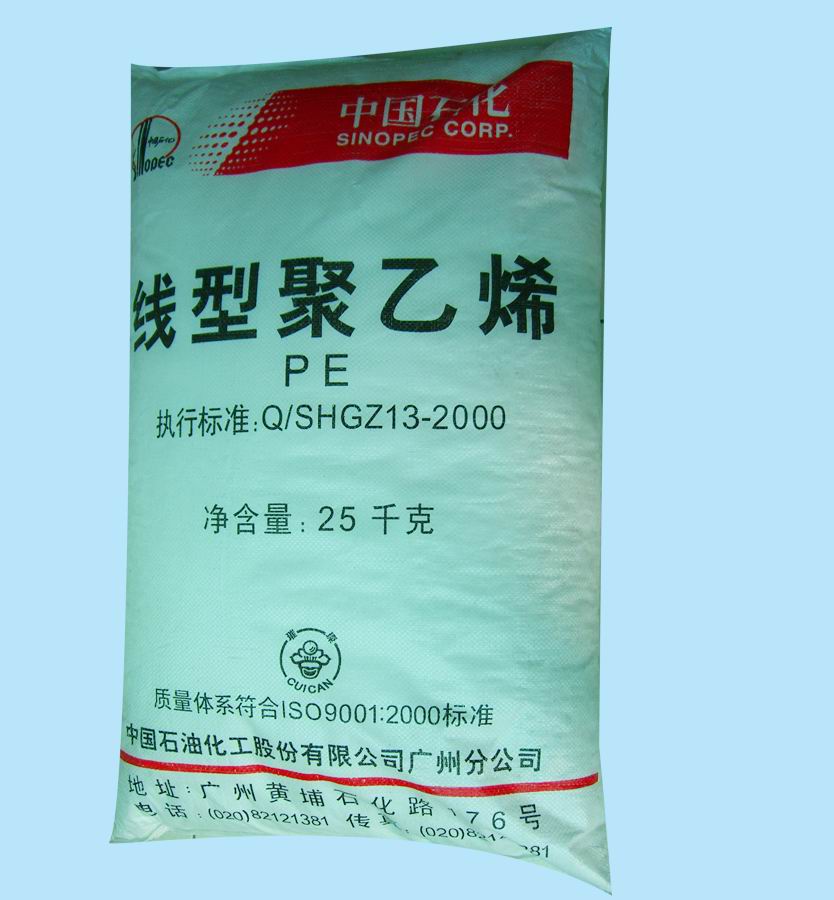 中国石化
SINOPEC CORP.
SINOPEC
线型聚乙烯
PE
执行标准:Q/SHGZ13-2000
净含量: 25 千克
CUICAN
质量体系符合ISO9001:2000标准
中国石油化工股份有限公司广州分公司
地址:广州黄埔石化路 76号
电话:(020)82121381 传真:(020)821 381